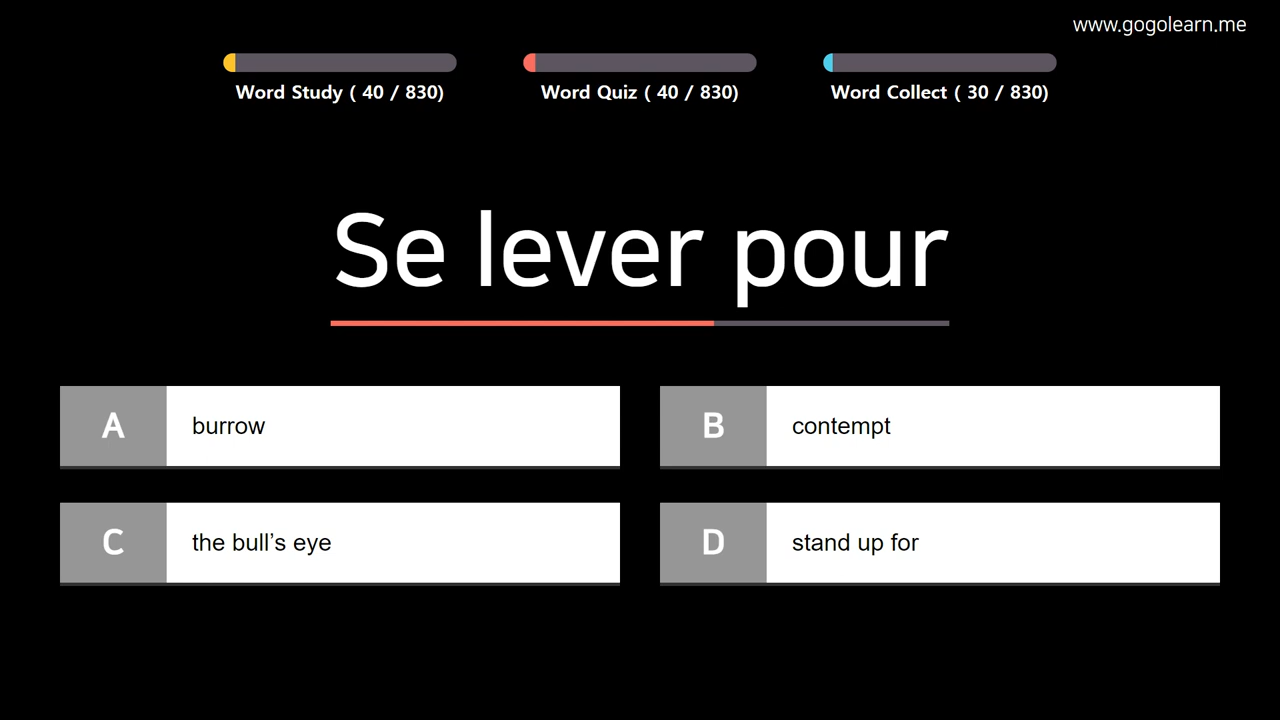 www.gogolearn.me
Word Study ( 40 / 830)
Word Quiz ( 40 / 830)
Word Collect ( 30 / 830)
Se lever pour
A burrow
B contempt
C the bull’s eye
D stand up for